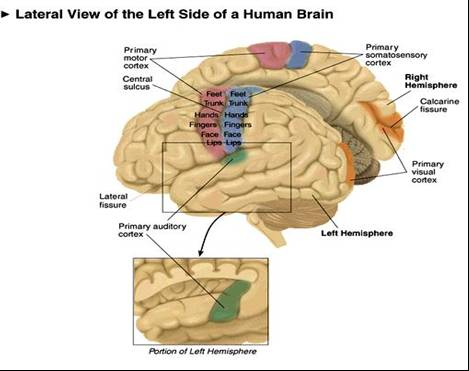 ► Lateral View of the Left Side of a Human Brain
Primary
motor
cortex
Central
sulcus
Primary
somatosensory
cortex
Right
Hemisphere
Calcarine
fissure
Feet Feet
Trunk Trunk
Hands Hands
Fingers Fingers
Face Face
Lips Lips
Primary
visual
cortex
Lateral
fissure
Primary auditory
cortex
Left Hemisphere
Portion of Left Hemisphere